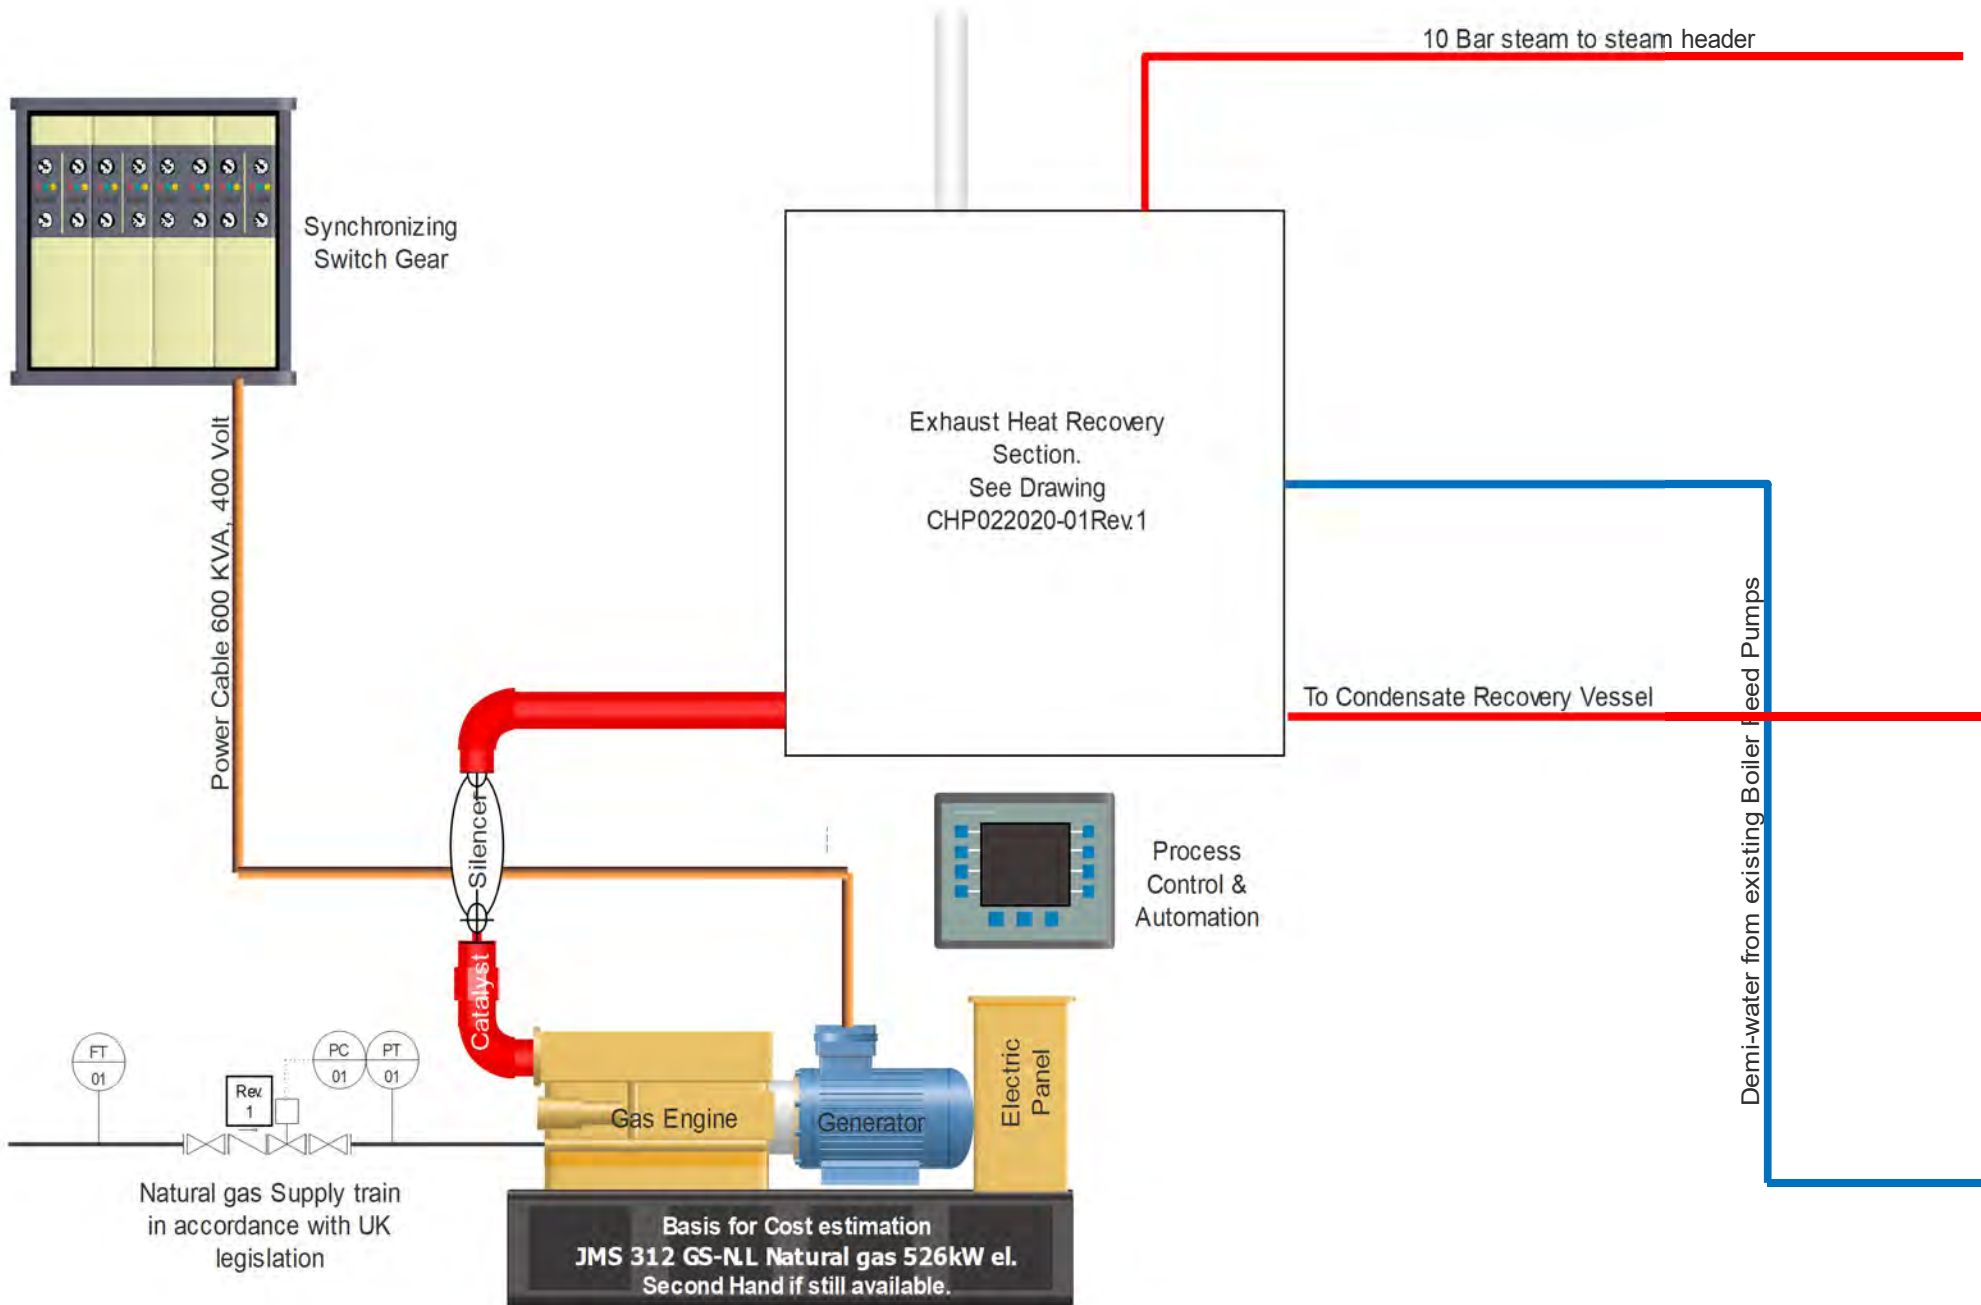 10 Bar steam to steam header
Synchronizing
Switch Gear
Exhaust Heat Recovery
Section.
See Drawing
CHP022020-01Rev.1
Power Cable 600 KVA, 400 Volt
Demi-water from existing Boiler Feed Pumps
To Condensate Recovery Vessel
Silencer
Process
Control &
Automation
Catalyst
FT
01
PC
01
PT
01
Rev.
1
Gas Engine
Generator
Electric
Panel
Natural gas Supply train
in accordance with UK
legislation
Basis for Cost estimation
JMS 312 GS-N.L Natural gas 526kW el.
Second Hand if still available.